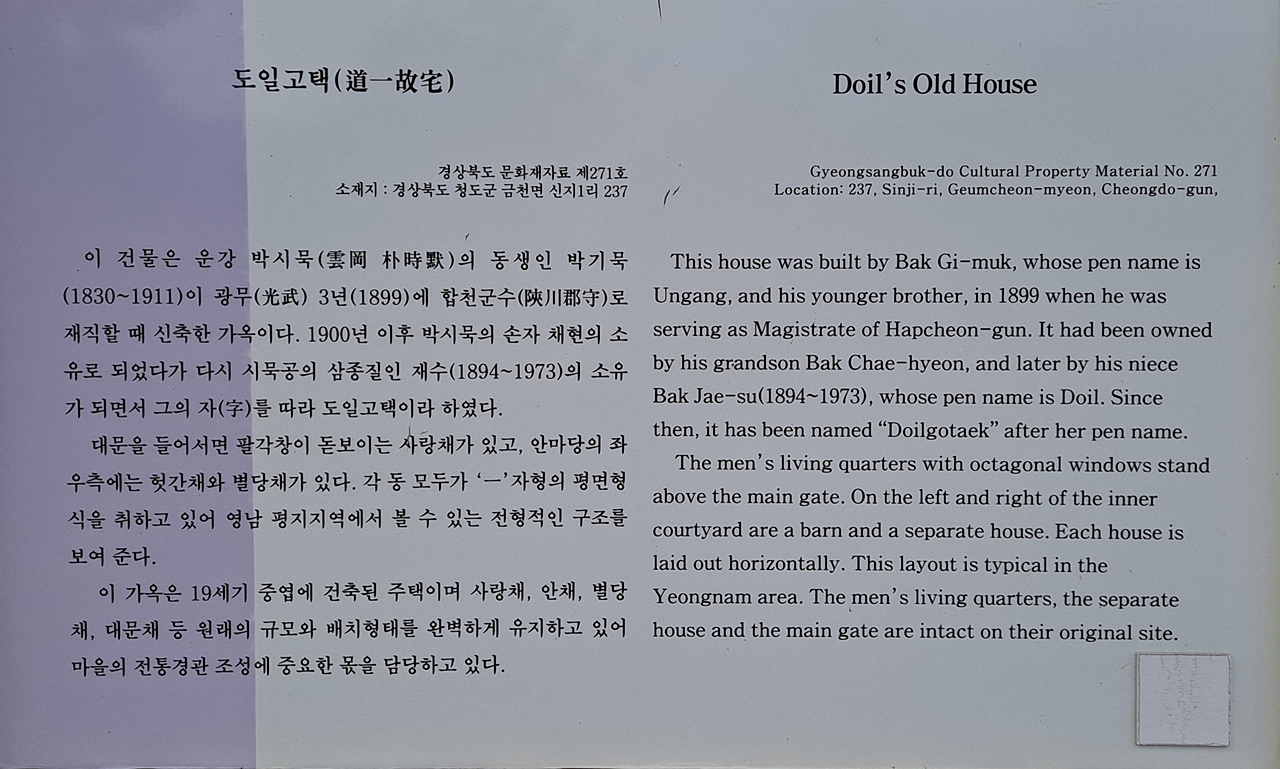 도일고택(道一故宅)
경상북도 문화재자료 제271호
소재지 : 경상북도 청도군 금천면 신지1리 237
이 건물은 운강 박시묵(雲岡 朴時默)의 동생인 박기묵
(1830~1911)이 광무(光武) 3년(1899)에 합천군수(陜川郡守)로
재직할 때 신축한 가옥이다. 1900년 이후 박시묵의 손자 채현의 소
유로 되었다가 다시 시묵공의 삼종질인 재수(1894~1973)의 소유
가 되면서 그의 자(字)를 따라 도일고택이라 하였다.
대문을 들어서면 팔각창이 돋보이는 사랑채가 있고, 안마당의 좌
우측에는 헛간채와 별당채가 있다. 각 동 모두가 ‘ㅡ’자형의 평면형
식을 취하고 있어 영남 평지지역에서 볼 수 있는 전형적인 구조를
보여 준다.
이 가옥은 19세기 중엽에 건축된 주택이며 사랑채, 안채, 별당
채, 대문채 등 원래의 규모와 배치형태를 완벽하게 유지하고 있어
마을의 전통경관 조성에 중요한 몫을 담당하고 있다.
Doil’s Old House
Gyeongsangbuk-do Cultural Property Material No. 271
Location: 237, Sinji-ri, Geumcheon-myeon, Cheongdo-gun,
This house was built by Bak Gi-muk, whose pen name is
Ungang, and his younger brother, in 1899 when he was
serving as Magistrate of Hapcheon-gun. It had been owned
by his grandson Bak Chae-hyeon, and later by his niece
Bak Jae-su(1894~1973), whose pen name is Doil. Since
then, it has been named “Doilgotaek” after her pen name.
The men’s living quarters with octagonal windows stand
above the main gate. On the left and right of the inner
courtyard are a barn and a separate house. Each house is
laid out horizontally. This layout is typical in the
Yeongnam area. The men’s living quarters, the separate
house and the main gate are intact on their original site.